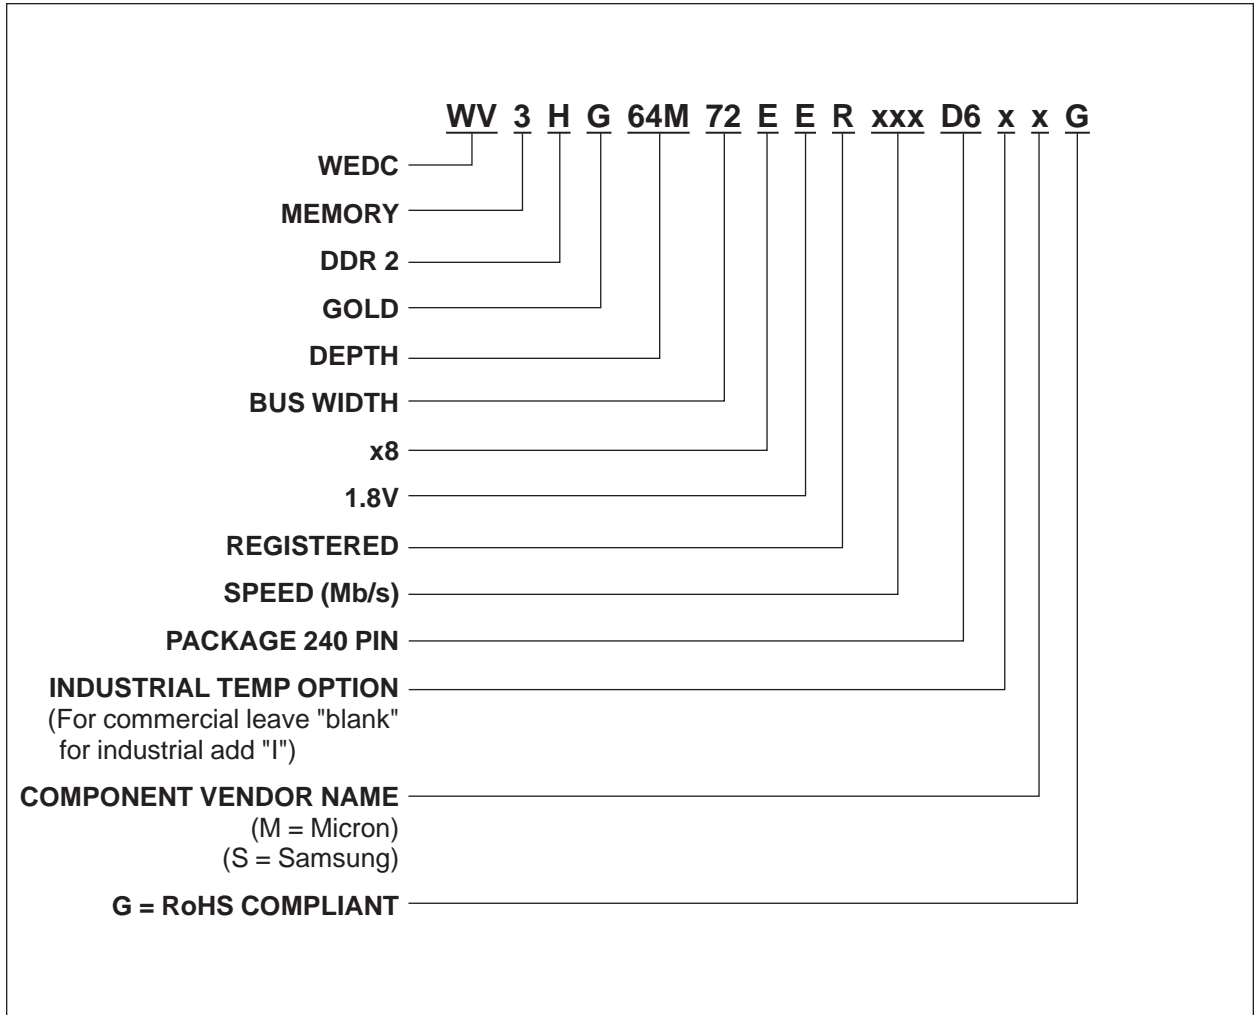 WV 3 H G 64M 72 E E R xxx D6 x x G
WEDC
MEMORY
DDR 2
GOLD
DEPTH
BUS WIDTH
x8
1.8V
REGISTERED
SPEED (Mb/s)
PACKAGE 240 PIN
INDUSTRIAL TEMP OPTION
(For commercial leave "blank"
for industrial add "I")
COMPONENT VENDOR NAME
(M = Micron)
(S = Samsung)
G = RoHS COMPLIANT